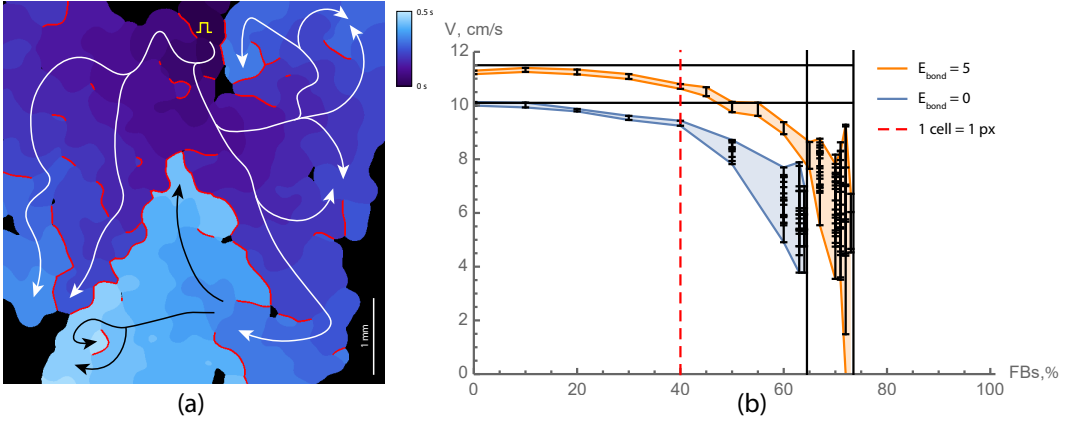 0.5 s
0 s
1 mm
(a)
V, cm/s
12
10
8
6
4
2
0
0 20 40 60 80 100
FBs,%
E_bond = 5
E_bond = 0
1 cell = 1 px
(b)